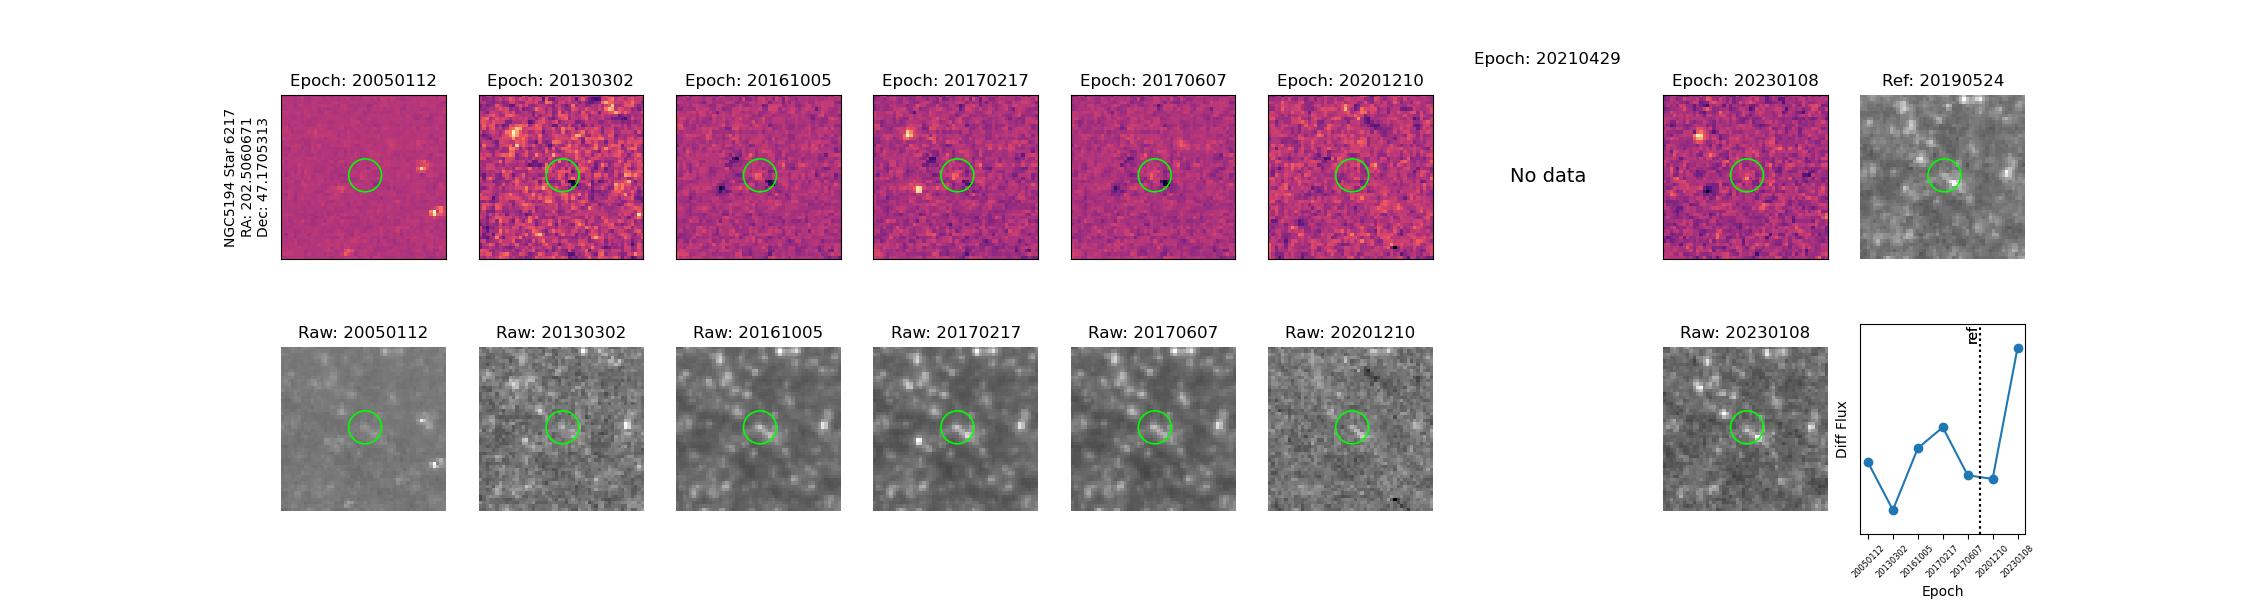 NGC5194 Star 6217
RA: 202.5060671
Dec: 47.1705313
Epoch: 20050112
Epoch: 20130302
Epoch: 20161005
Epoch: 20170217
Epoch: 20170607
Epoch: 20201210
Epoch: 20210429
No data
Epoch: 20230108
Ref: 20190524
Raw: 20050112
Raw: 20130302
Raw: 20161005
Raw: 20170217
Raw: 20170607
Raw: 20201210
Raw: 20230108
ref
Diff Flux
20050112
20130302
20161005
20170217
20170607
20201210
20230108
Epoch